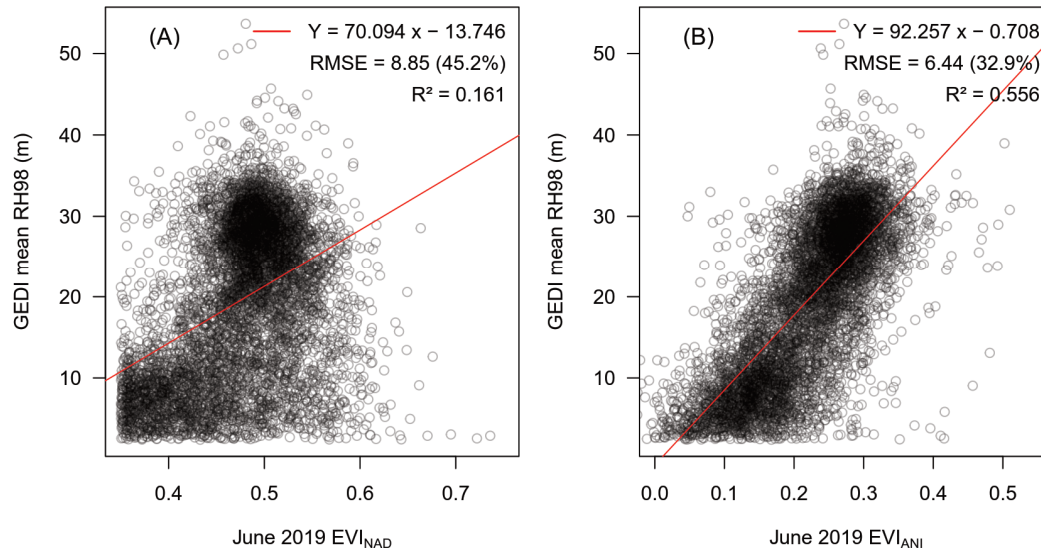 (A)
Y = 70.094 x − 13.746
RMSE = 8.85 (45.2%)
R² = 0.161
50
40
30
20
10
GEDI mean RH98 (m)
0.4 0.5 0.6 0.7
June 2019 EVI_NAD
(B)
Y = 92.257 x − 0.708
RMSE = 6.44 (32.9%)
R² = 0.556
50
40
30
20
10
GEDI mean RH98 (m)
0.0 0.1 0.2 0.3 0.4 0.5
June 2019 EVI_ANI